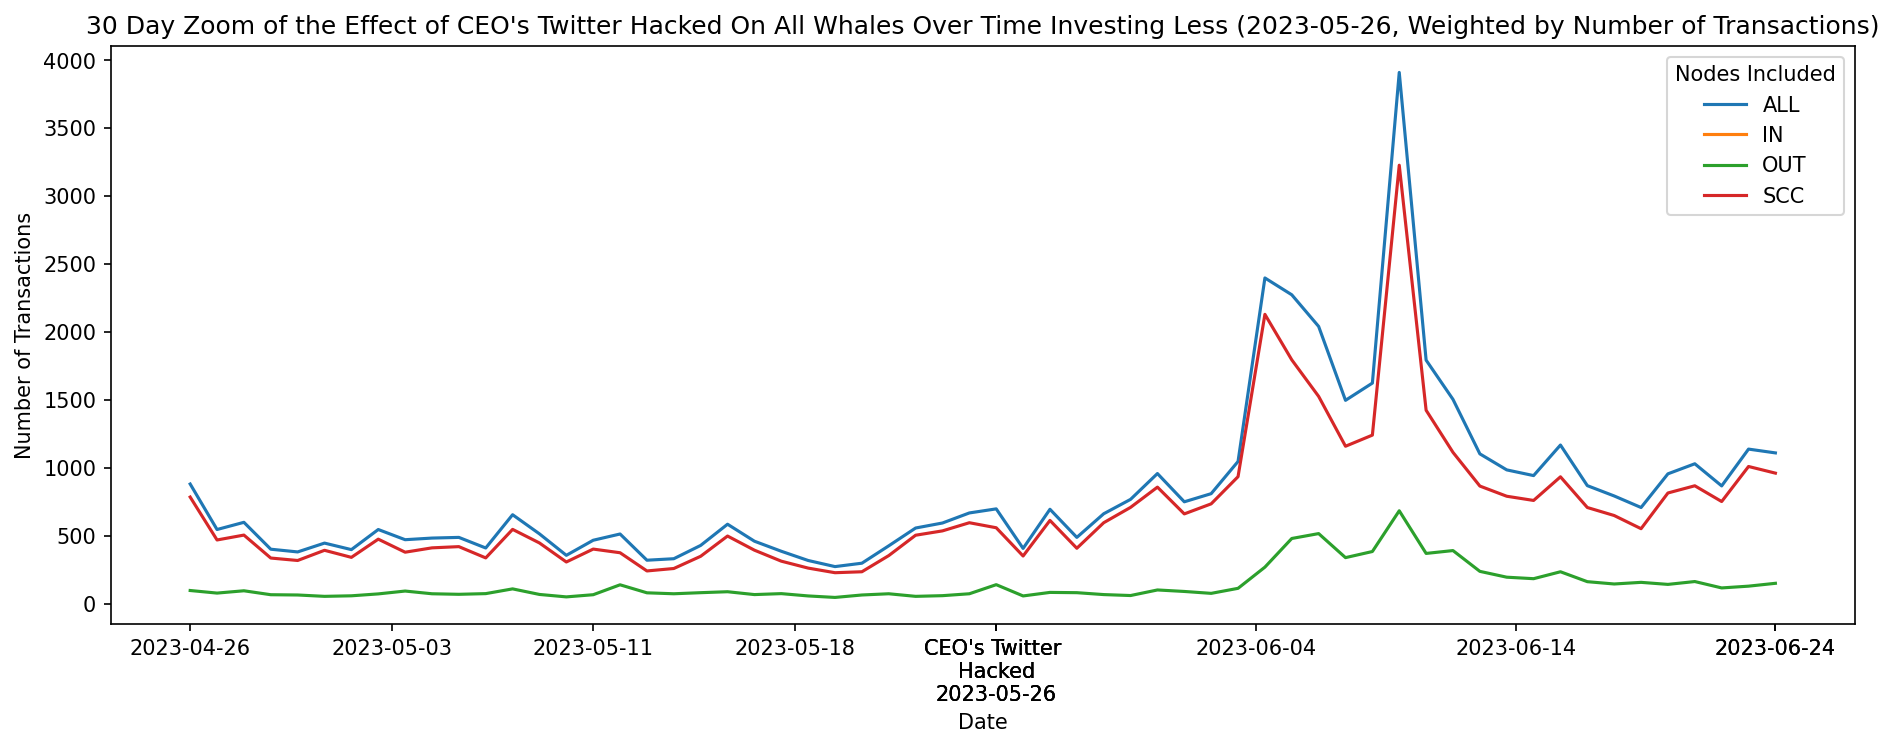 30 Day Zoom of the Effect of CEO's Twitter Hacked On All Whales Over Time Investing Less (2023-05-26, Weighted by Number of Transactions)
Number of Transactions
4000
3500
3000
2500
2000
1500
1000
500
0
Nodes Included
ALL
IN
OUT
SCC
2023-04-26
2023-05-03
2023-05-11
2023-05-18
CEO's Twitter
Hacked
2023-05-26
2023-06-04
2023-06-14
2023-06-24
Date